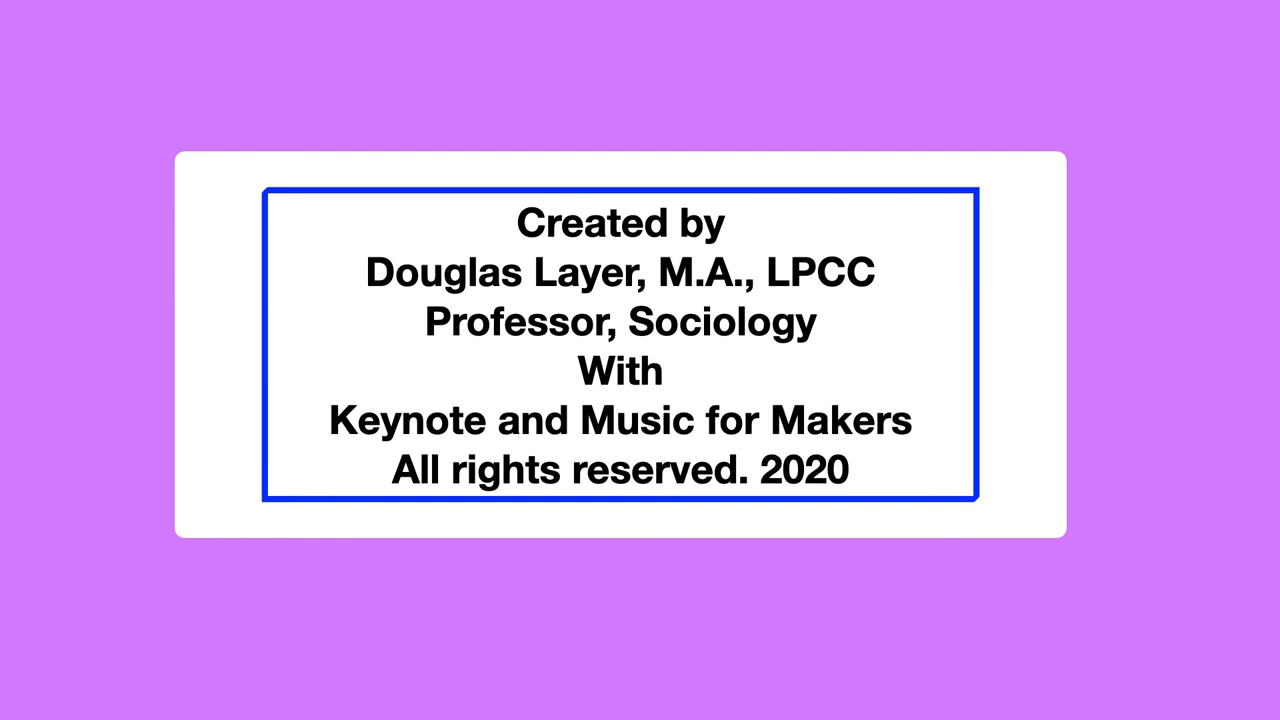 Created by
Douglas Layer, M.A., LPCC
Professor, Sociology
With
Keynote and Music for Makers
All rights reserved. 2020